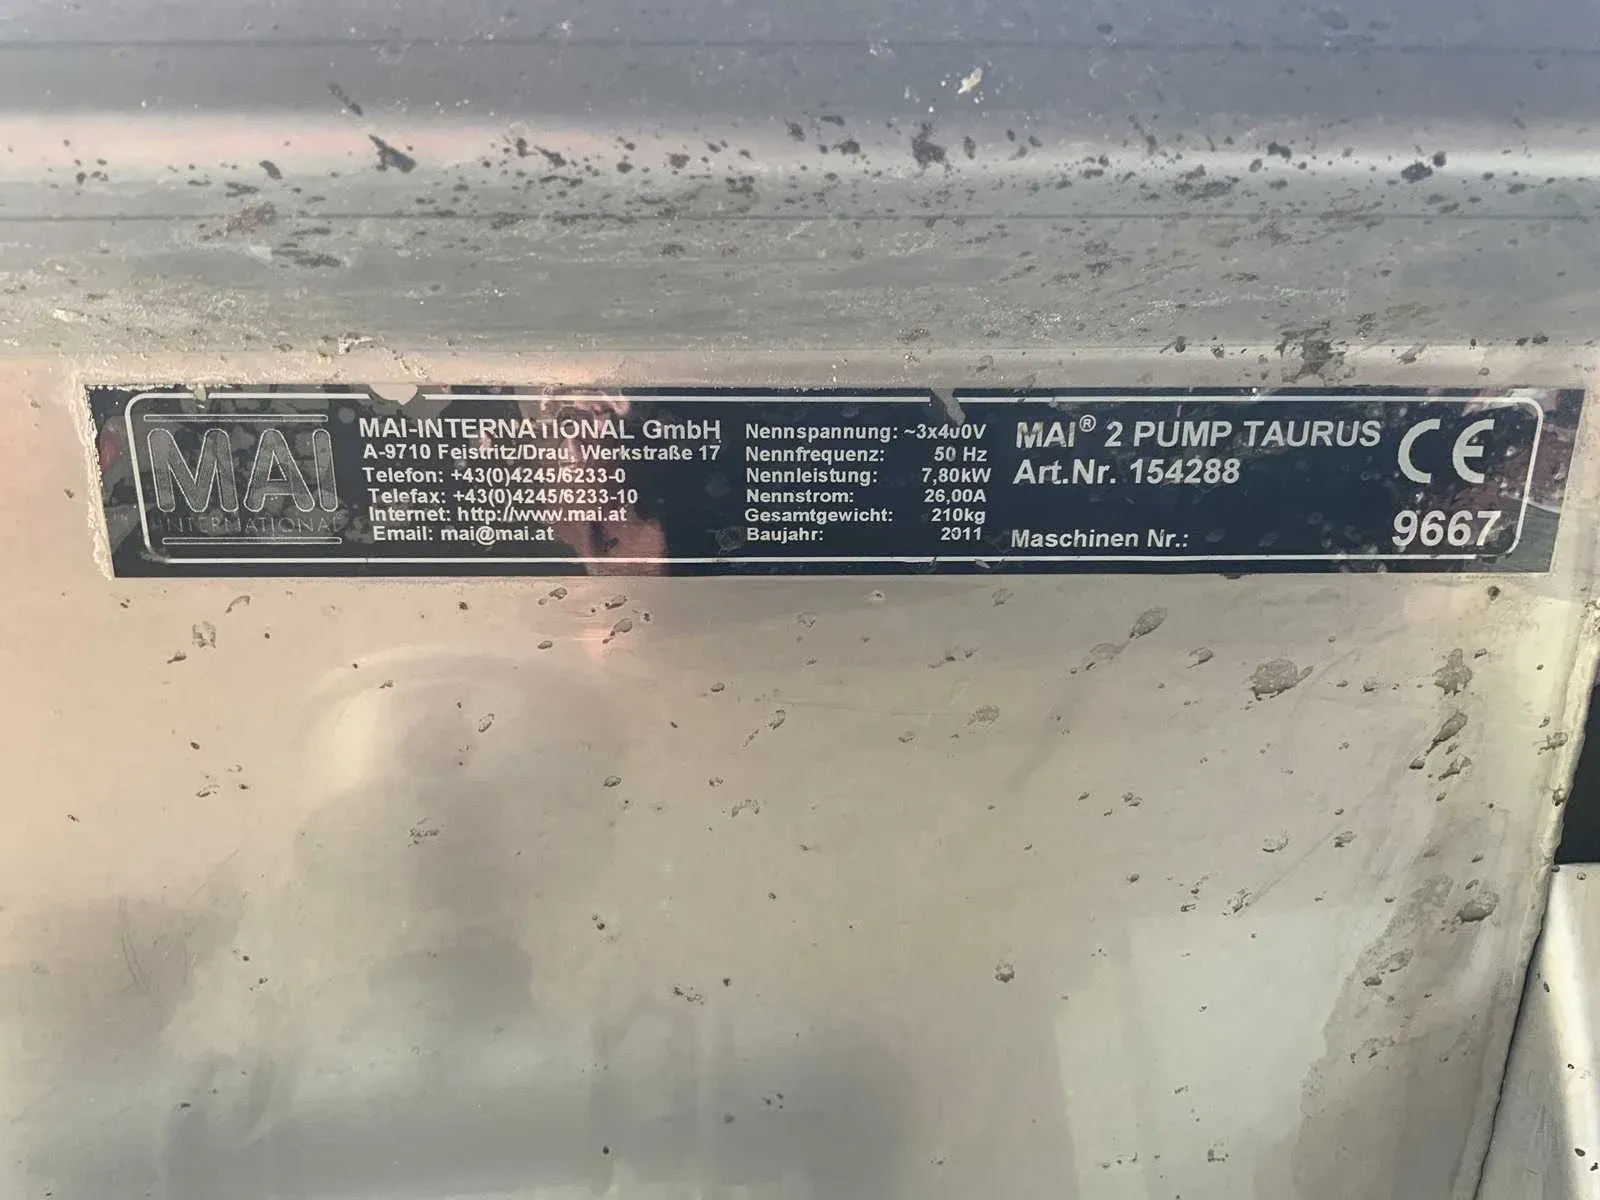 MAI
INTERNATIONAL
MAI-INTERNATIONAL GmbH
A-9710 Feistritz/Drau, Werkstraße 17
Telefon: +43(0)4245/6233-0
Telefax: +43(0)4245/6233-10
Internet: http://www.mai.at
Email: mai@mai.at
Nennspannung: ~3x400V
Nennfrequenz: 50 Hz
Nennleistung: 7,80kW
Nennstrom: 26,00A
Gesamtgewicht: 210kg
Baujahr: 2011
MAI® 2 PUMP TAURUS
Art.Nr. 154288
Maschinen Nr.: 9667
CE